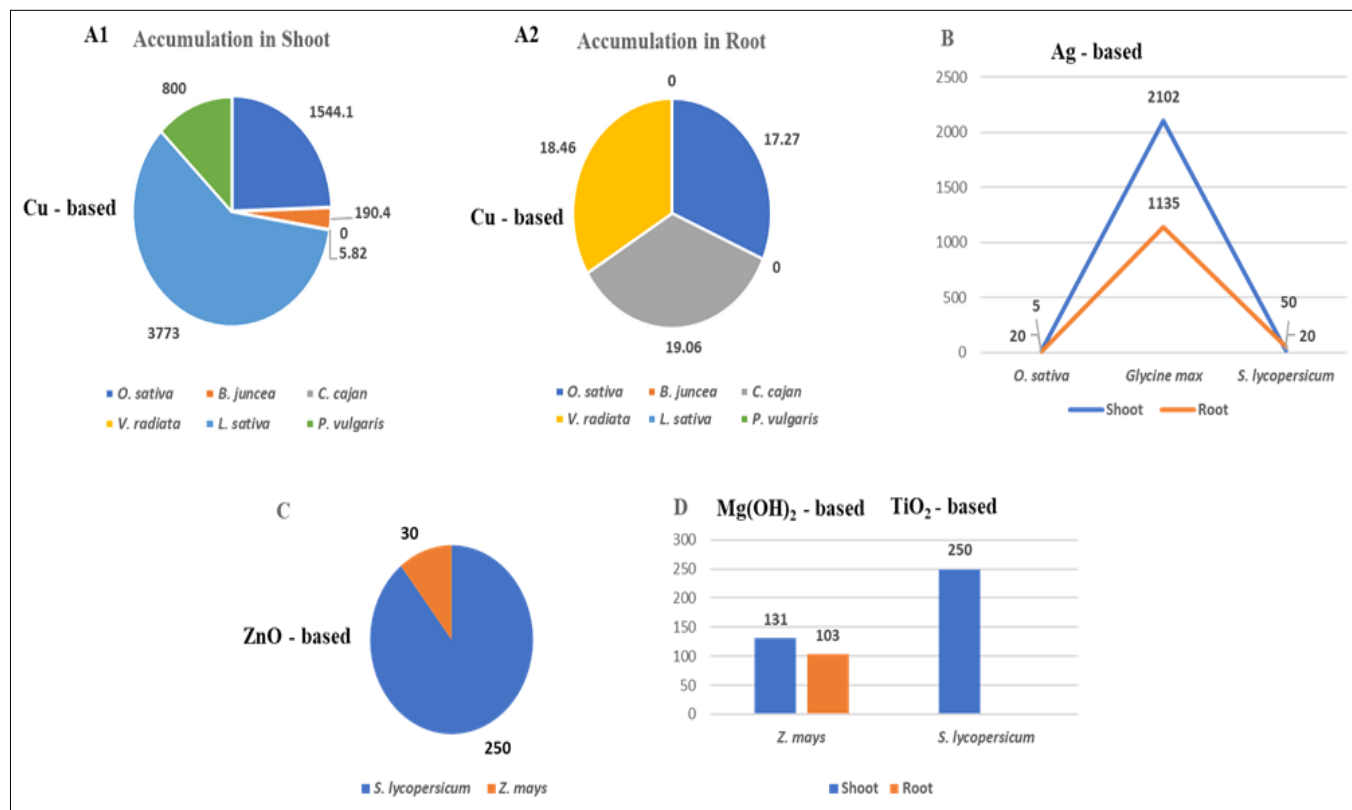 A1 Accumulation in Shoot
800
1544.1
Cu - based
190.4
0
5.82
3773
O. sativa B. juncea C. cajan
V. radiata L. sativa P. vulgaris
A2 Accumulation in Root
0
18.46
17.27
Cu - based
0
19.06
O. sativa B. juncea C. cajan
V. radiata L. sativa P. vulgaris
B Ag - based
2500
2000
1500
1000
500
0
2102
1135
5
20
50
20
O. sativa Glycine max S. lycopersicum
Shoot Root
C
30
ZnO - based
250
S. lycopersicum Z. mays
D Mg(OH)₂ - based TiO₂ - based
300
250
200
150
100
50
0
131
103
250
Z. mays S. lycopersicum
Shoot Root